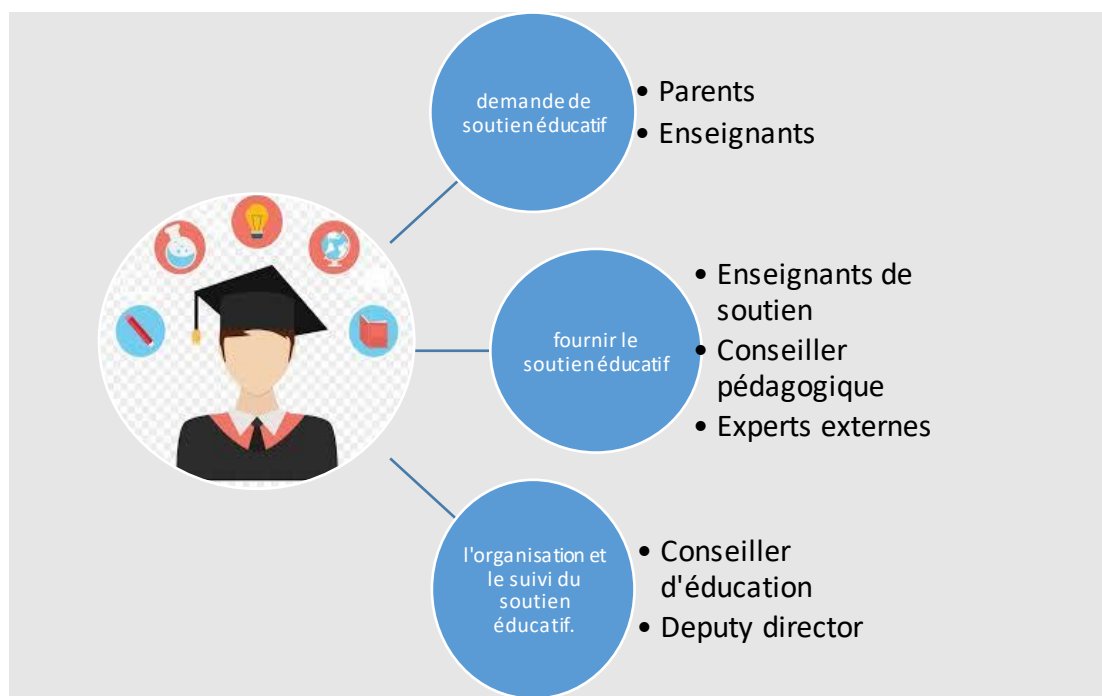 demande de
soutien éducatif
• Parents
• Enseignants
fournir le
soutien éducatif
• Enseignants de
soutien
• Conseiller
pédagogique
• Experts externes
l'organisation et
le suivi du
soutien
éducatif.
• Conseiller
d'éducation
• Deputy director